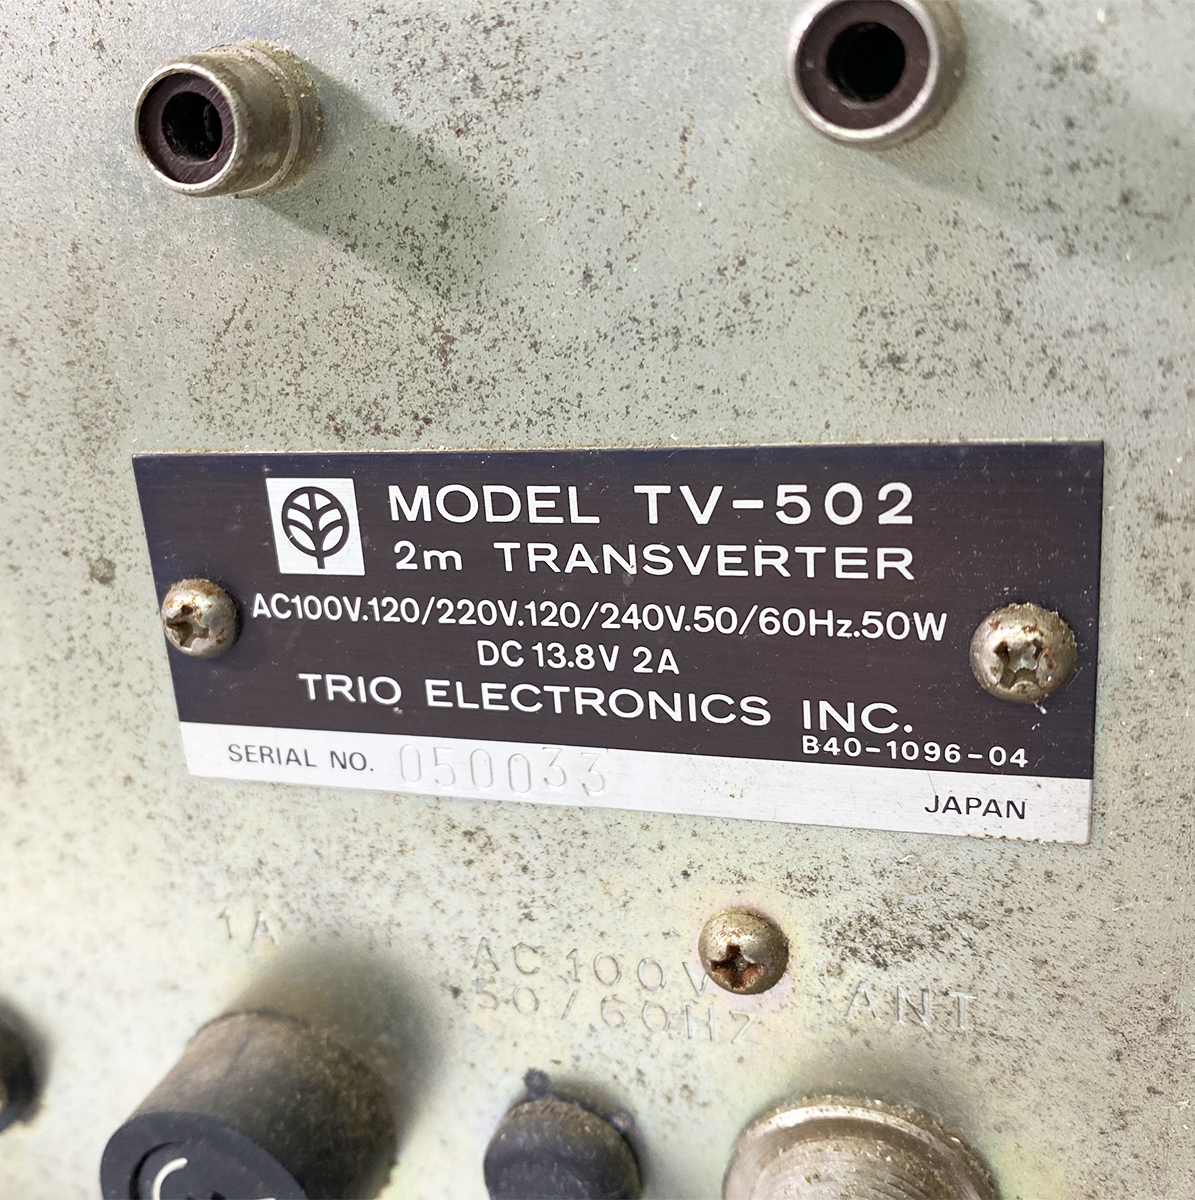 MODEL TV-502
2m TRANSVERTER
AC100V.120/220V.120/240V.50/60Hz.50W
DC 13.8V 2A
TRIO ELECTRONICS INC.
B40-1096-04
SERIAL NO. 050033
JAPAN
1A
AC100V
50/60HZ
ANT